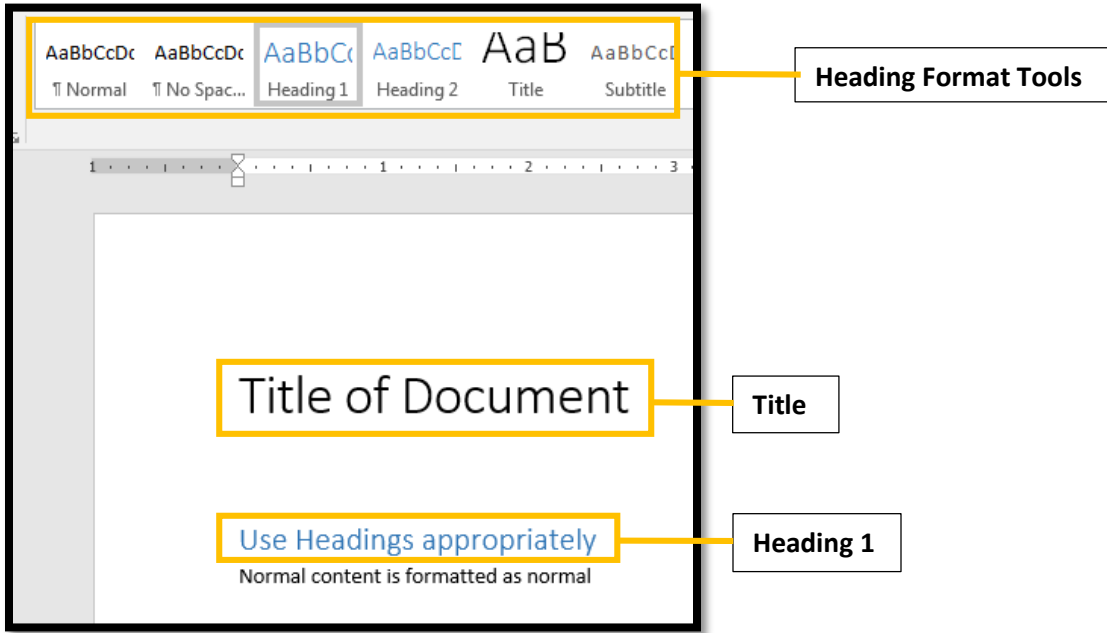 AaBbCcDc AaBbCcDc AaBbCc AaBbCcD AaB AaBbCcD
¶ Normal ¶ No Spac... Heading 1 Heading 2 Title Subtitle
Heading Format Tools
1 1 2 3
Title of Document
Title
Use Headings appropriately
Heading 1
Normal content is formatted as normal